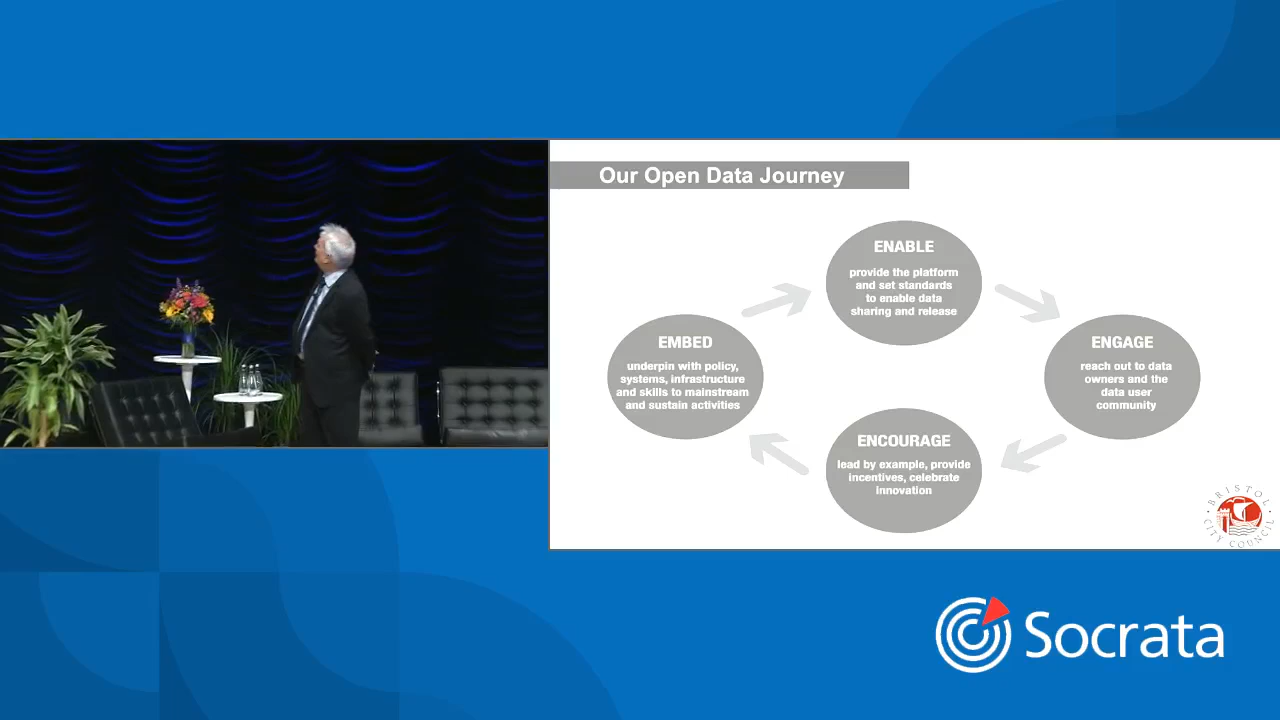 Our Open Data Journey
ENABLE
provide the platform
and set standards
to enable data
sharing and release
EMBED
underpin with policy,
systems, infrastructure
and skills to mainstream
and sustain activities
ENGAGE
reach out to data
owners and the
data user
community
ENCOURAGE
lead by example, provide
incentives, celebrate
innovation
BRISTOL
CITY COUNCIL
Socrata